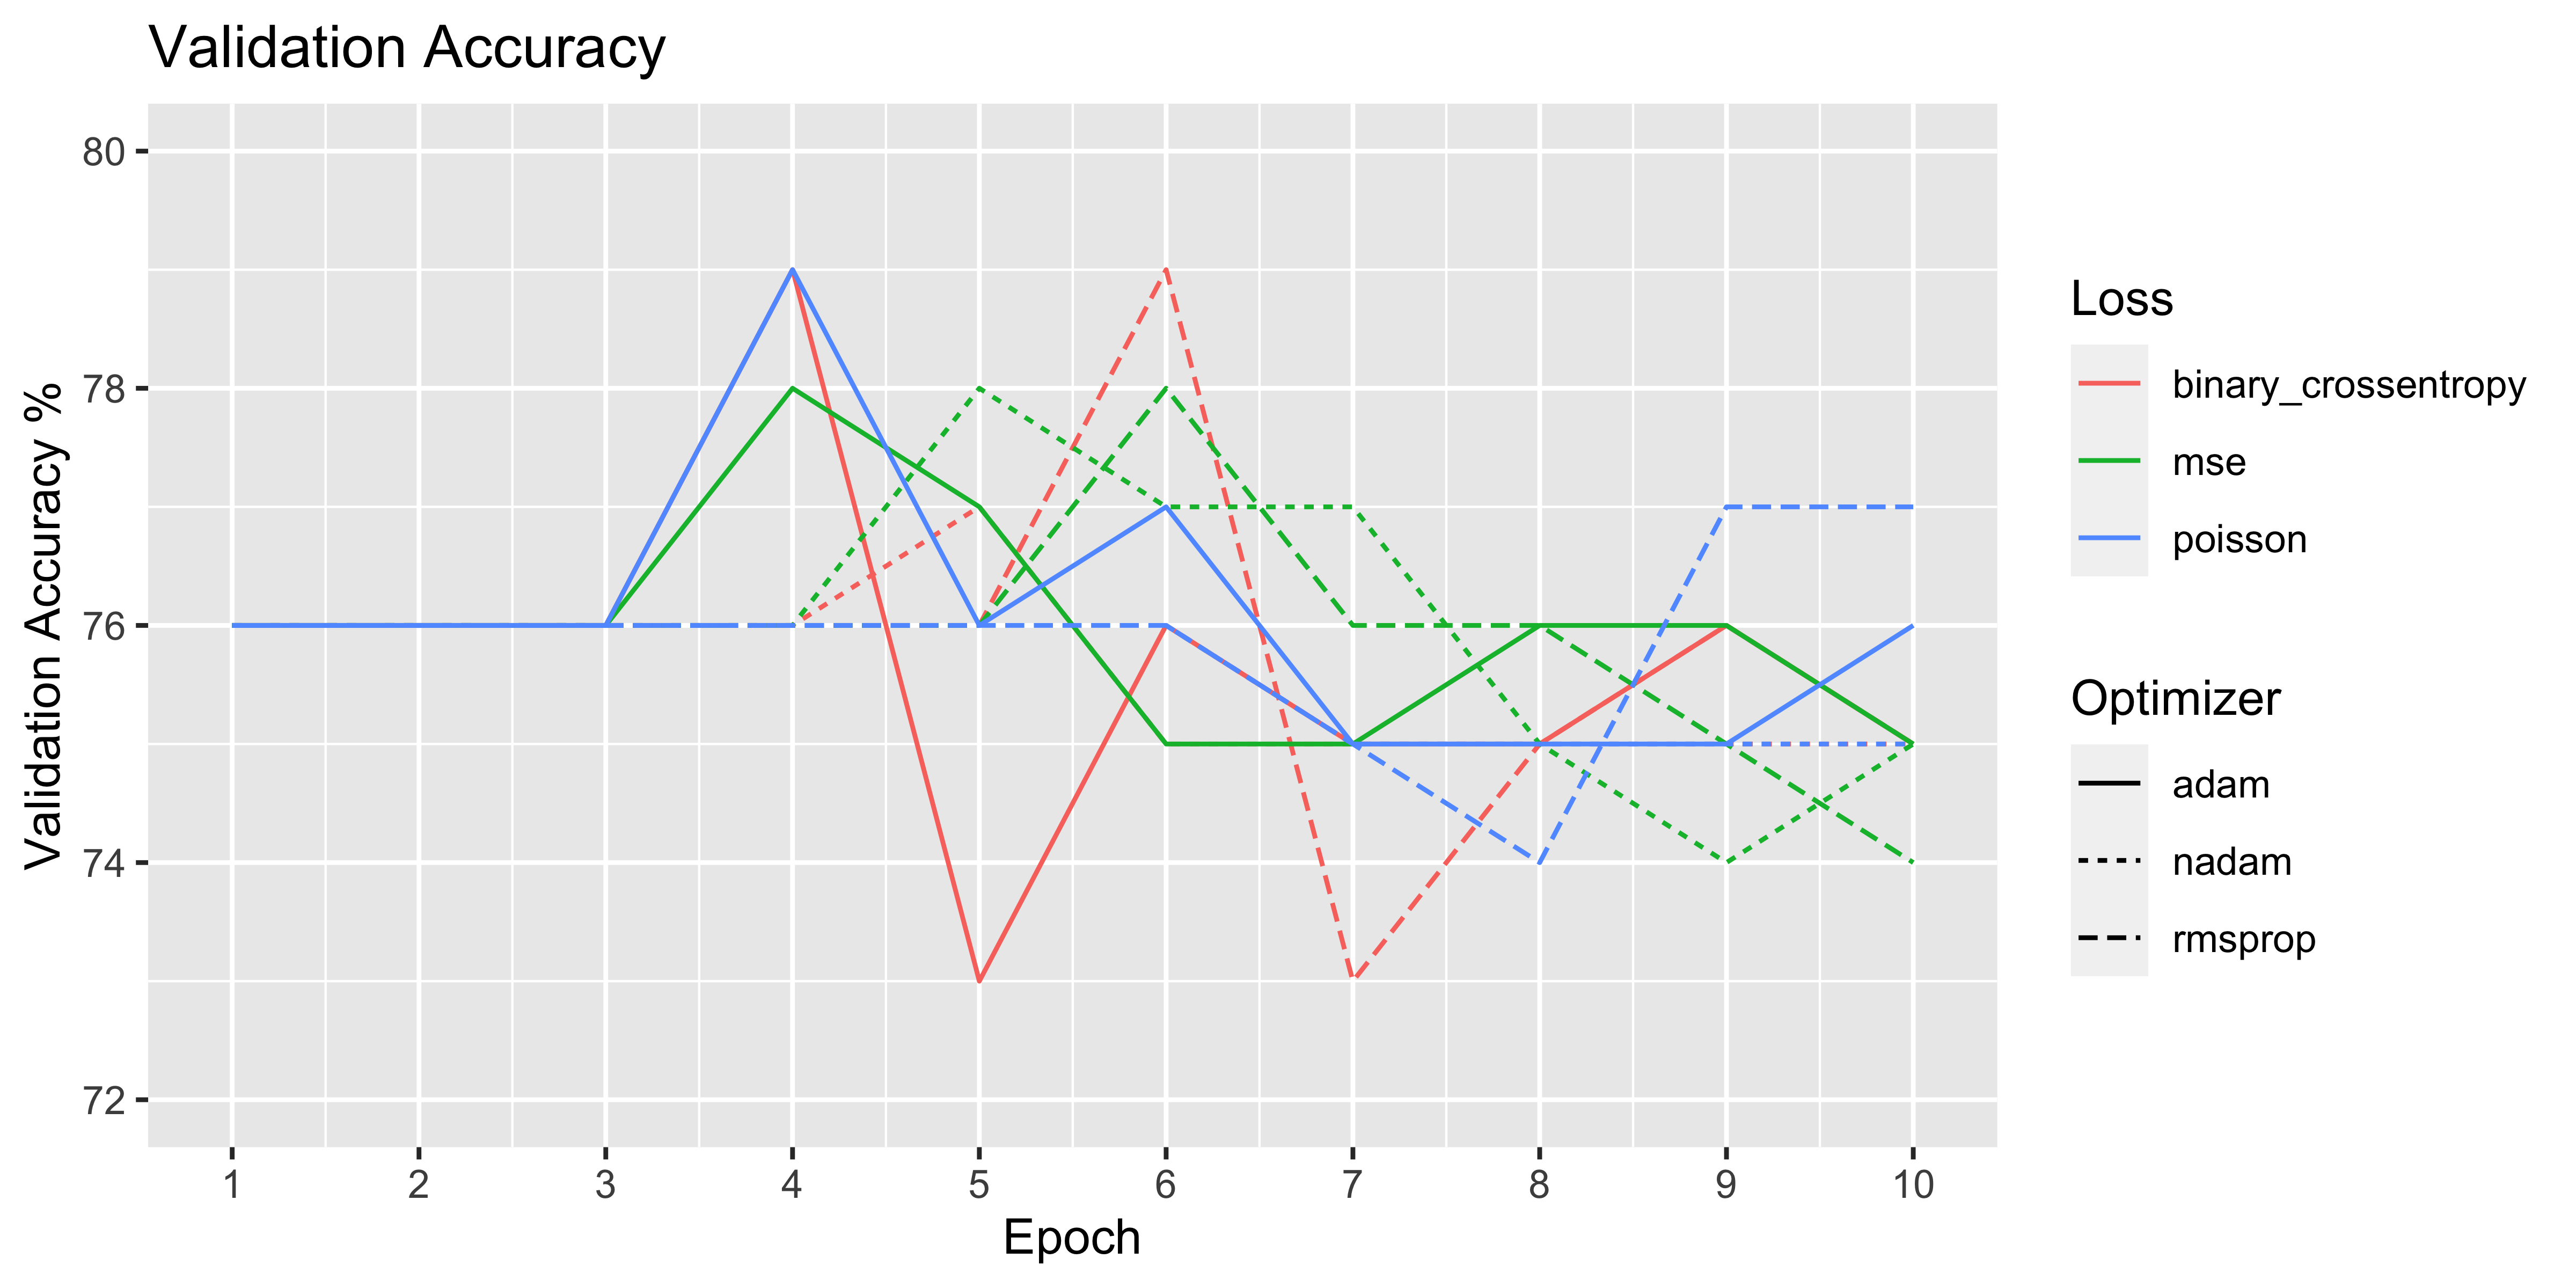 Validation Accuracy
Validation Accuracy %
80
78
76
74
72
1 2 3 4 5 6 7 8 9 10
Epoch
Loss
binary_crossentropy
mse
poisson
Optimizer
adam
nadam
rmsprop